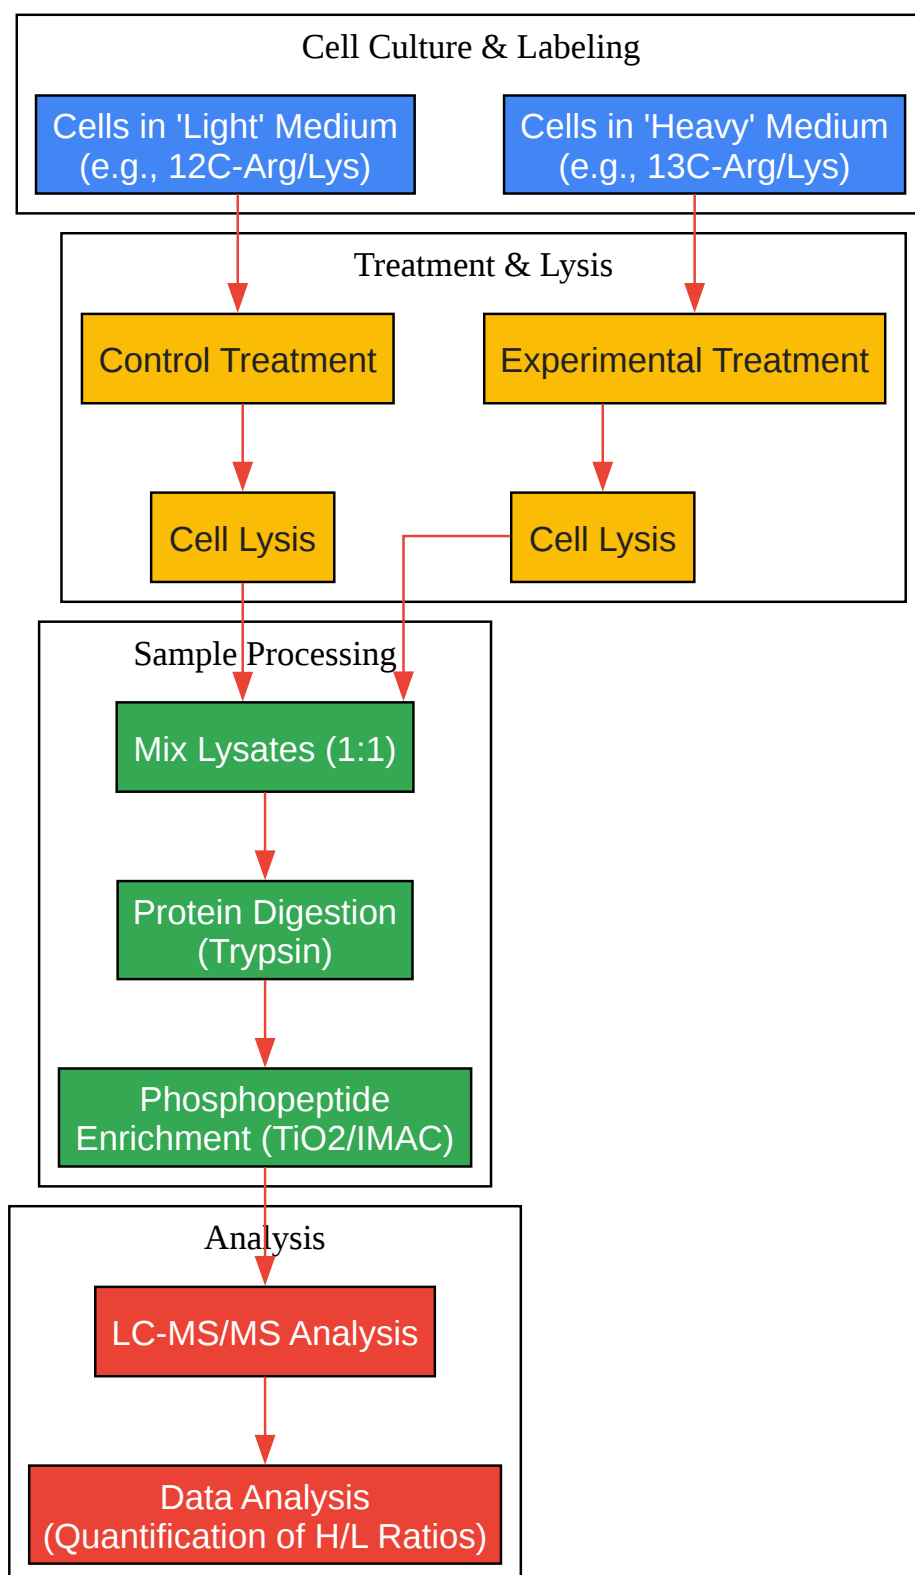 Cell Culture & Labeling
Cells in 'Light' Medium
(e.g., 12C-Arg/Lys)
Cells in 'Heavy' Medium
(e.g., 13C-Arg/Lys)
Treatment & Lysis
Control Treatment
Experimental Treatment
Cell Lysis
Cell Lysis
Sample Processing
Mix Lysates (1:1)
Protein Digestion
(Trypsin)
Phosphopeptide
Enrichment (TiO2/IMAC)
Analysis
LC-MS/MS Analysis
Data Analysis
(Quantification of H/L Ratios)